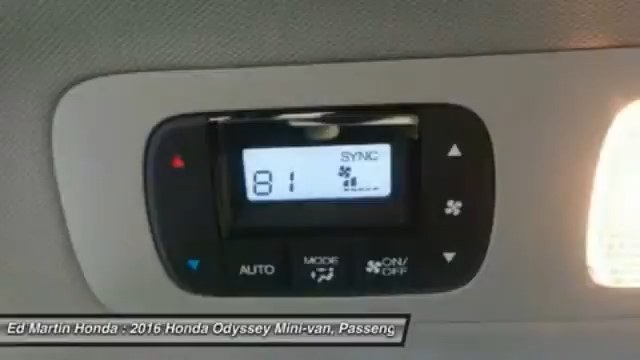 SYNC
81
AUTO
MODE
ON/
OFF
Ed Martin Honda : 2016 Honda Odyssey Mini-van, Passeng